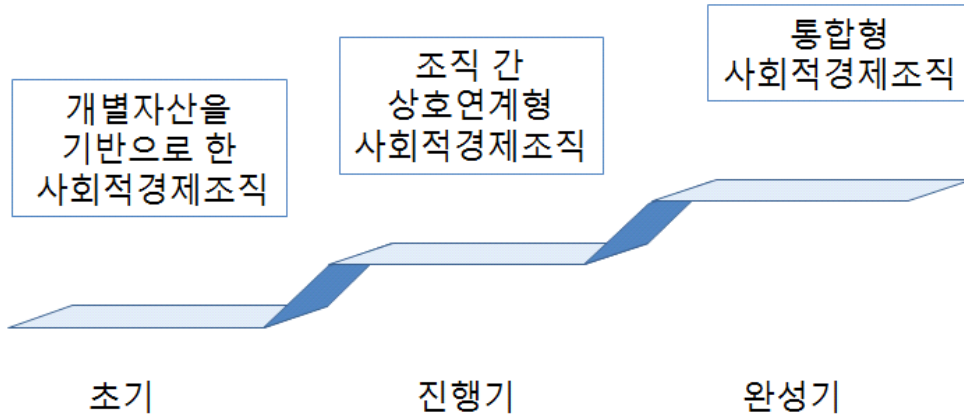 개별자산을
기반으로 한
사회적경제조직
조직 간
상호연계형
사회적경제조직
통합형
사회적경제조직
초기
진행기
완성기